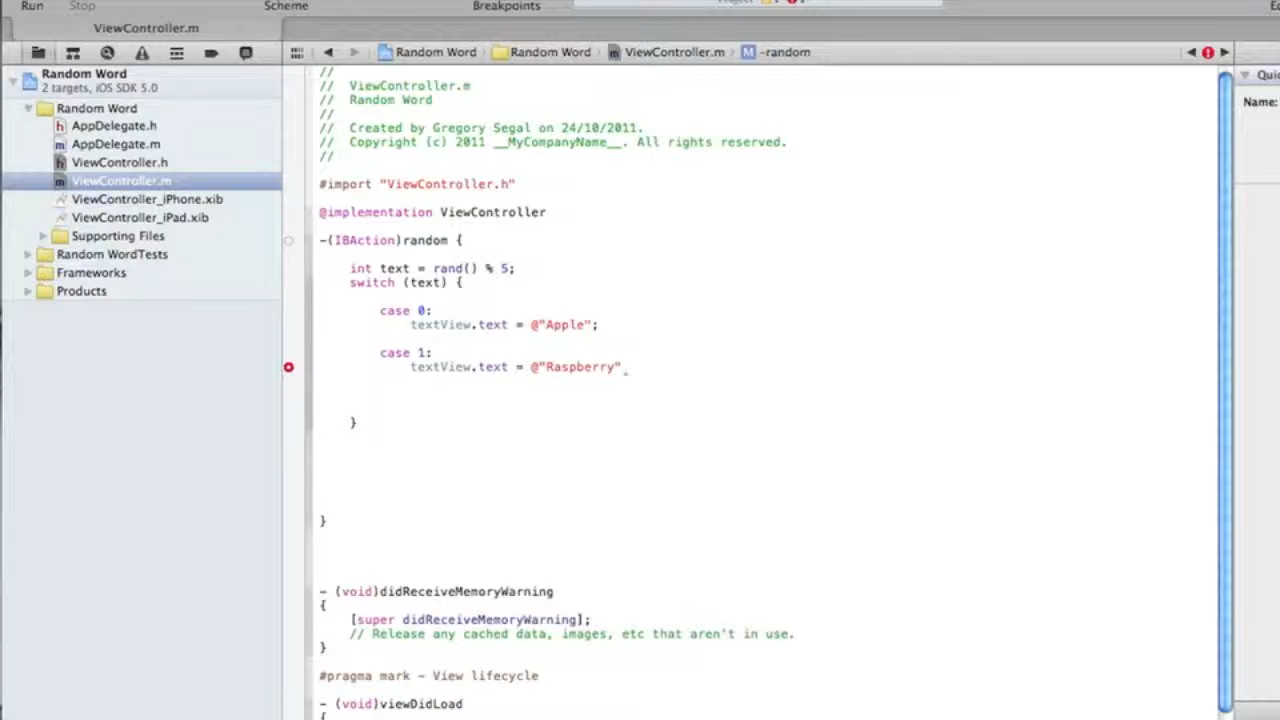 Run Stop Scheme Breakpoints Project
ViewController.m
Random Word Random Word ViewController.m M -random
Random Word
2 targets, iOS SDK 5.0
Random Word
h AppDelegate.h
m AppDelegate.m
h ViewController.h
m ViewController.m
ViewController_iPhone.xib
ViewController_iPad.xib
Supporting Files
Random WordTests
Frameworks
Products
//
// ViewController.m
// Random Word
//
// Created by Gregory Segal on 24/10/2011.
// Copyright (c) 2011 __MyCompanyName__. All rights reserved.
//
#import "ViewController.h"
@implementation ViewController
-(IBAction)random {
int text = rand() % 5;
switch (text) {
case 0:
textView.text = @"Apple";
case 1:
textView.text = @"Raspberry"
}
}
- (void)didReceiveMemoryWarning
{
[super didReceiveMemoryWarning];
// Release any cached data, images, etc that aren't in use.
}
#pragma mark - View lifecycle
- (void)viewDidLoad
{
Name: